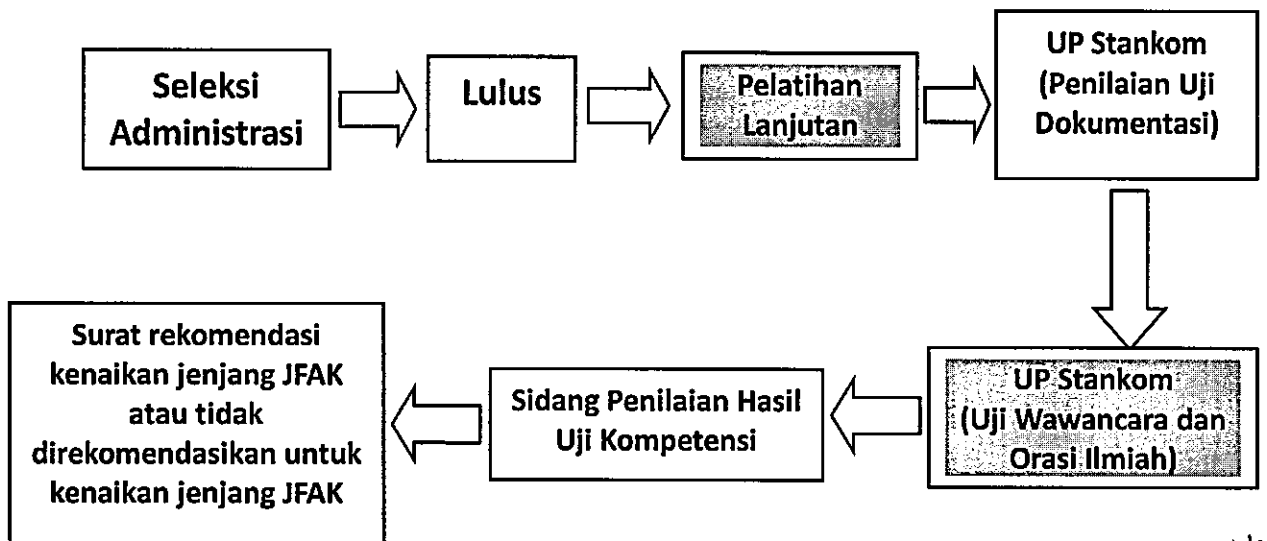 Seleksi
Administrasi
Lulus
Pelatihan
Lanjutan
UP Stankom
(Penilaian Uji
Dokumentasi)
UP Stankom
(Uji Wawancara dan
Orasi Ilmiah)
Sidang Penilaian Hasil
Uji Kompetensi
Surat rekomendasi
kenaikan jenjang JFAK
atau tidak
direkomendasikan untuk
kenaikan jenjang JFAK